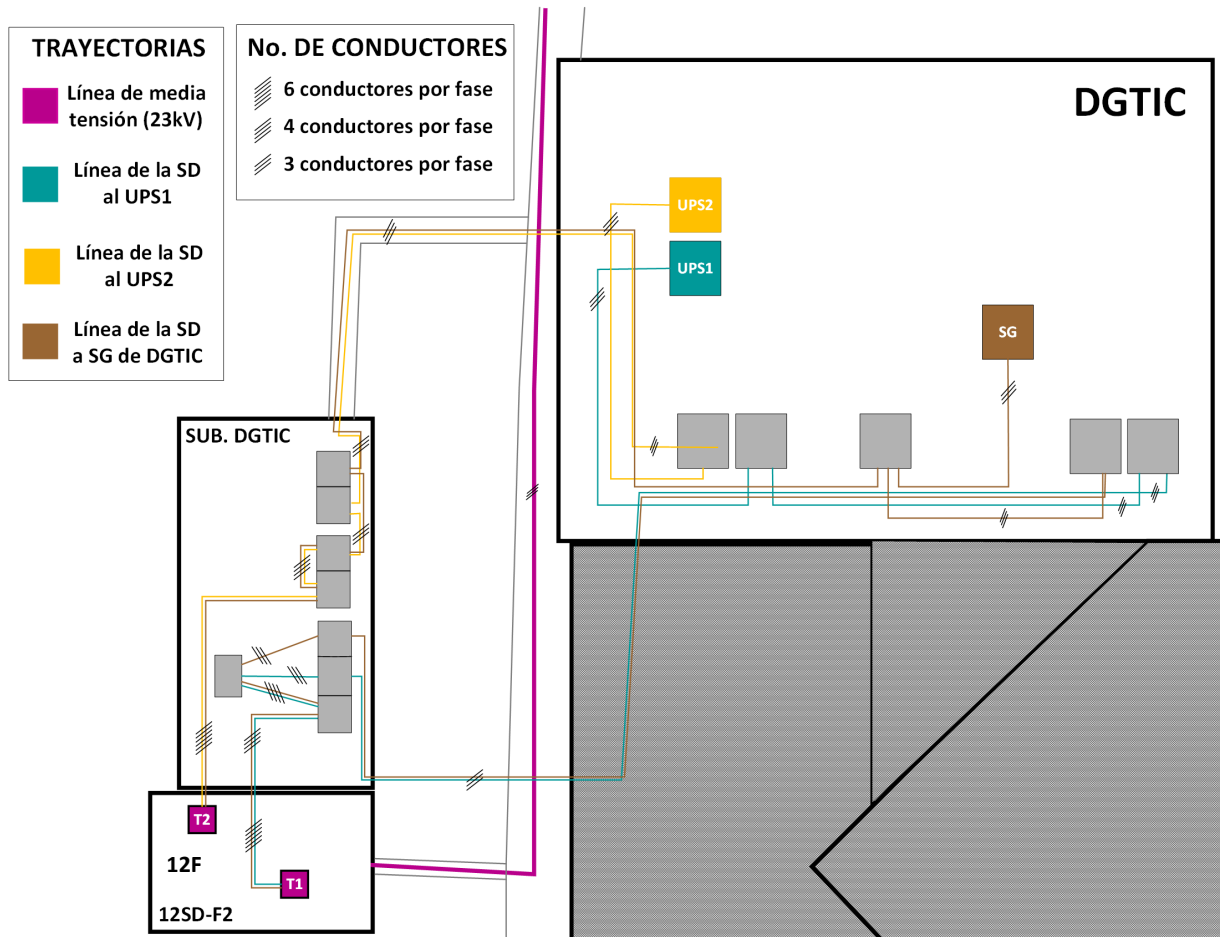 TRAYECTORIAS
Línea de media
tensión (23kV)
Línea de la SD
al UPS1
Línea de la SD
al UPS2
Línea de la SD
a SG de DGTIC
No. DE CONDUCTORES
6 conductores por fase
4 conductores por fase
3 conductores por fase
DGTIC
UPS2
UPS1
SG
SUB. DGTIC
T2
12F
T1
12SD-F2